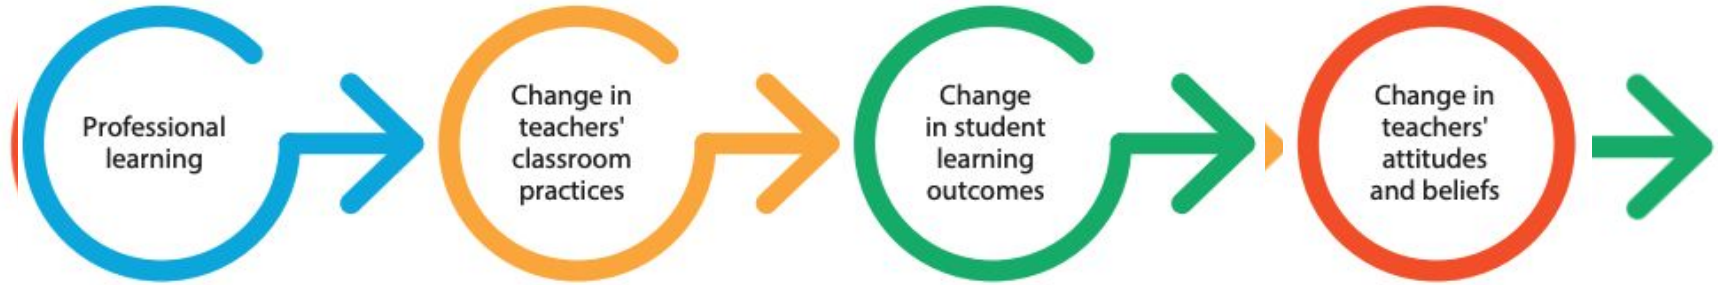 Professional
learning
Change in
teachers'
classroom
practices
Change
in student
learning
outcomes
Change in
teachers'
attitudes
and beliefs